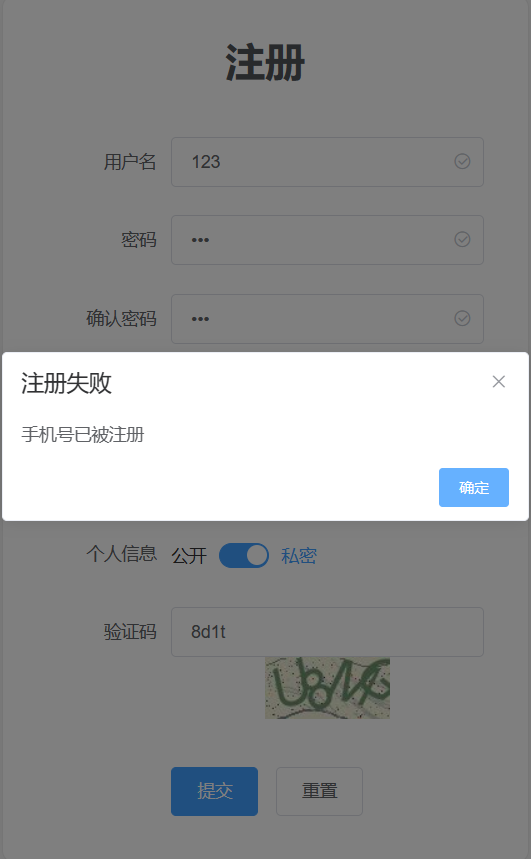 注册
用户名 123
密码 •••
确认密码 •••
注册失败
手机号已被注册
确定
个人信息 公开 私密
验证码 8d1t
提交 重置